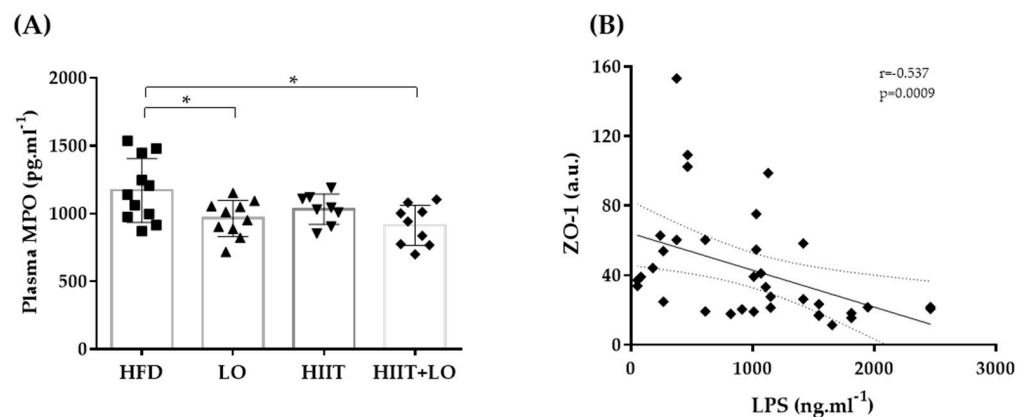 (A)
(B)
Plasma MPO (pg.ml⁻¹)
2000
1500
1000
500
0
*
*
HFD LO HIIT HIIT+LO
ZO-1 (a.u.)
160
120
80
40
0
r=-0.537
p=0.0009
0 1000 2000 3000
LPS (ng.ml⁻¹)